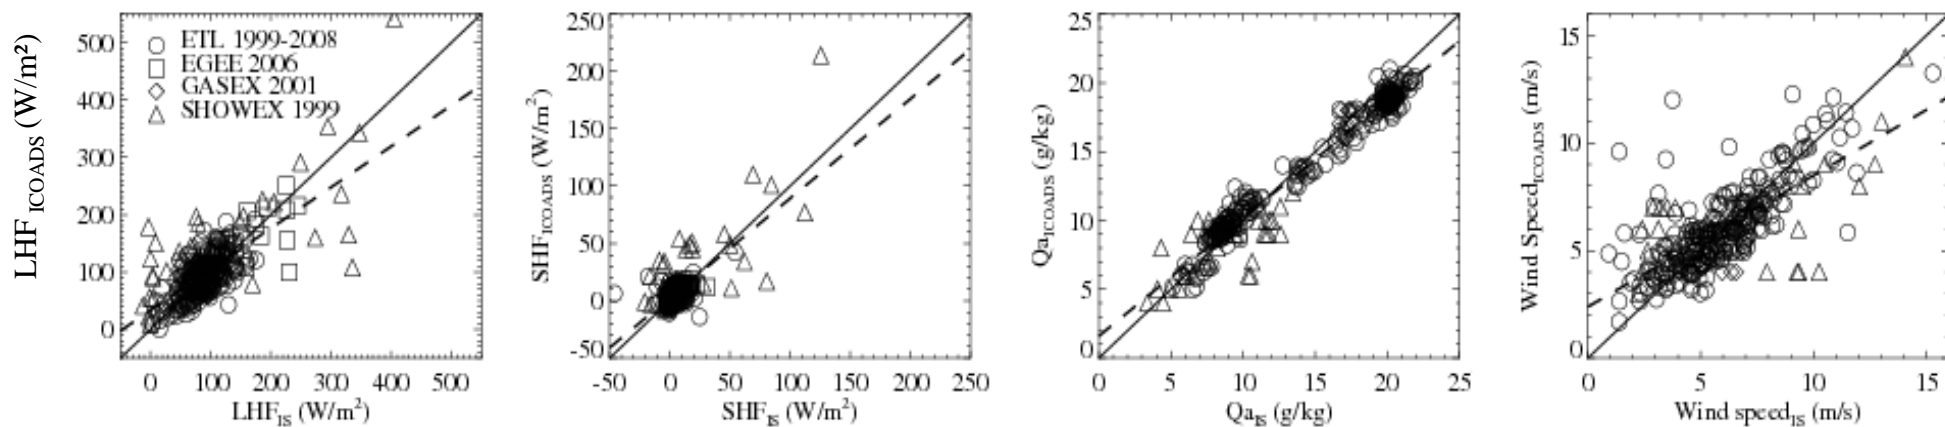 LHF ICOADS (W/m²)
550
500
400
300
200
100
0
ETL 1999-2008
EGEE 2006
GASEX 2001
SHOWEX 1999
0 100 200 300 400 500
LHF_IS (W/m²)
SHF_ICOADS (W/m²)
250
200
150
100
50
0
-50
-50 0 50 100 150 200 250
SHF_IS (W/m²)
Qa_ICOADS (g/kg)
25
20
15
10
5
0
0 5 10 15 20 25
Qa_IS (g/kg)
Wind Speed_ICOADS (m/s)
15
10
5
0
0 5 10 15
Wind speed_IS (m/s)